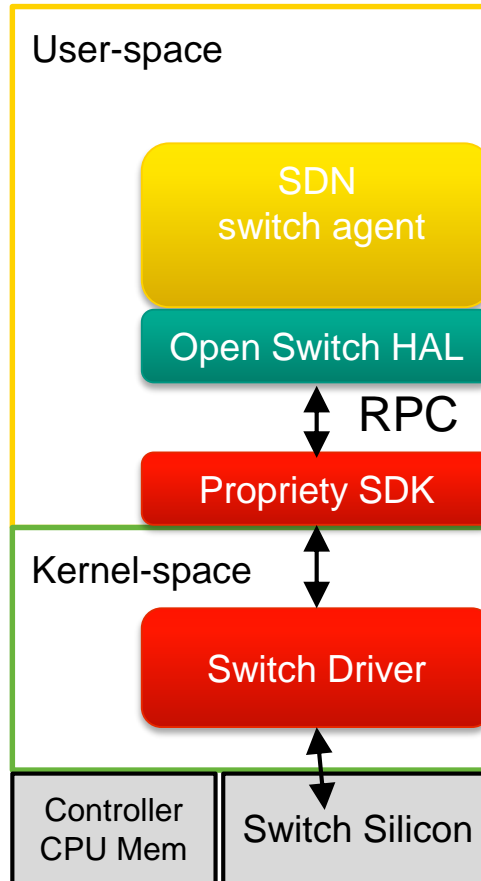 User-space
SDN
switch agent
Open Switch HAL
RPC
Propriety SDK
Kernel-space
Switch Driver
Controller
CPU Mem
Switch Silicon